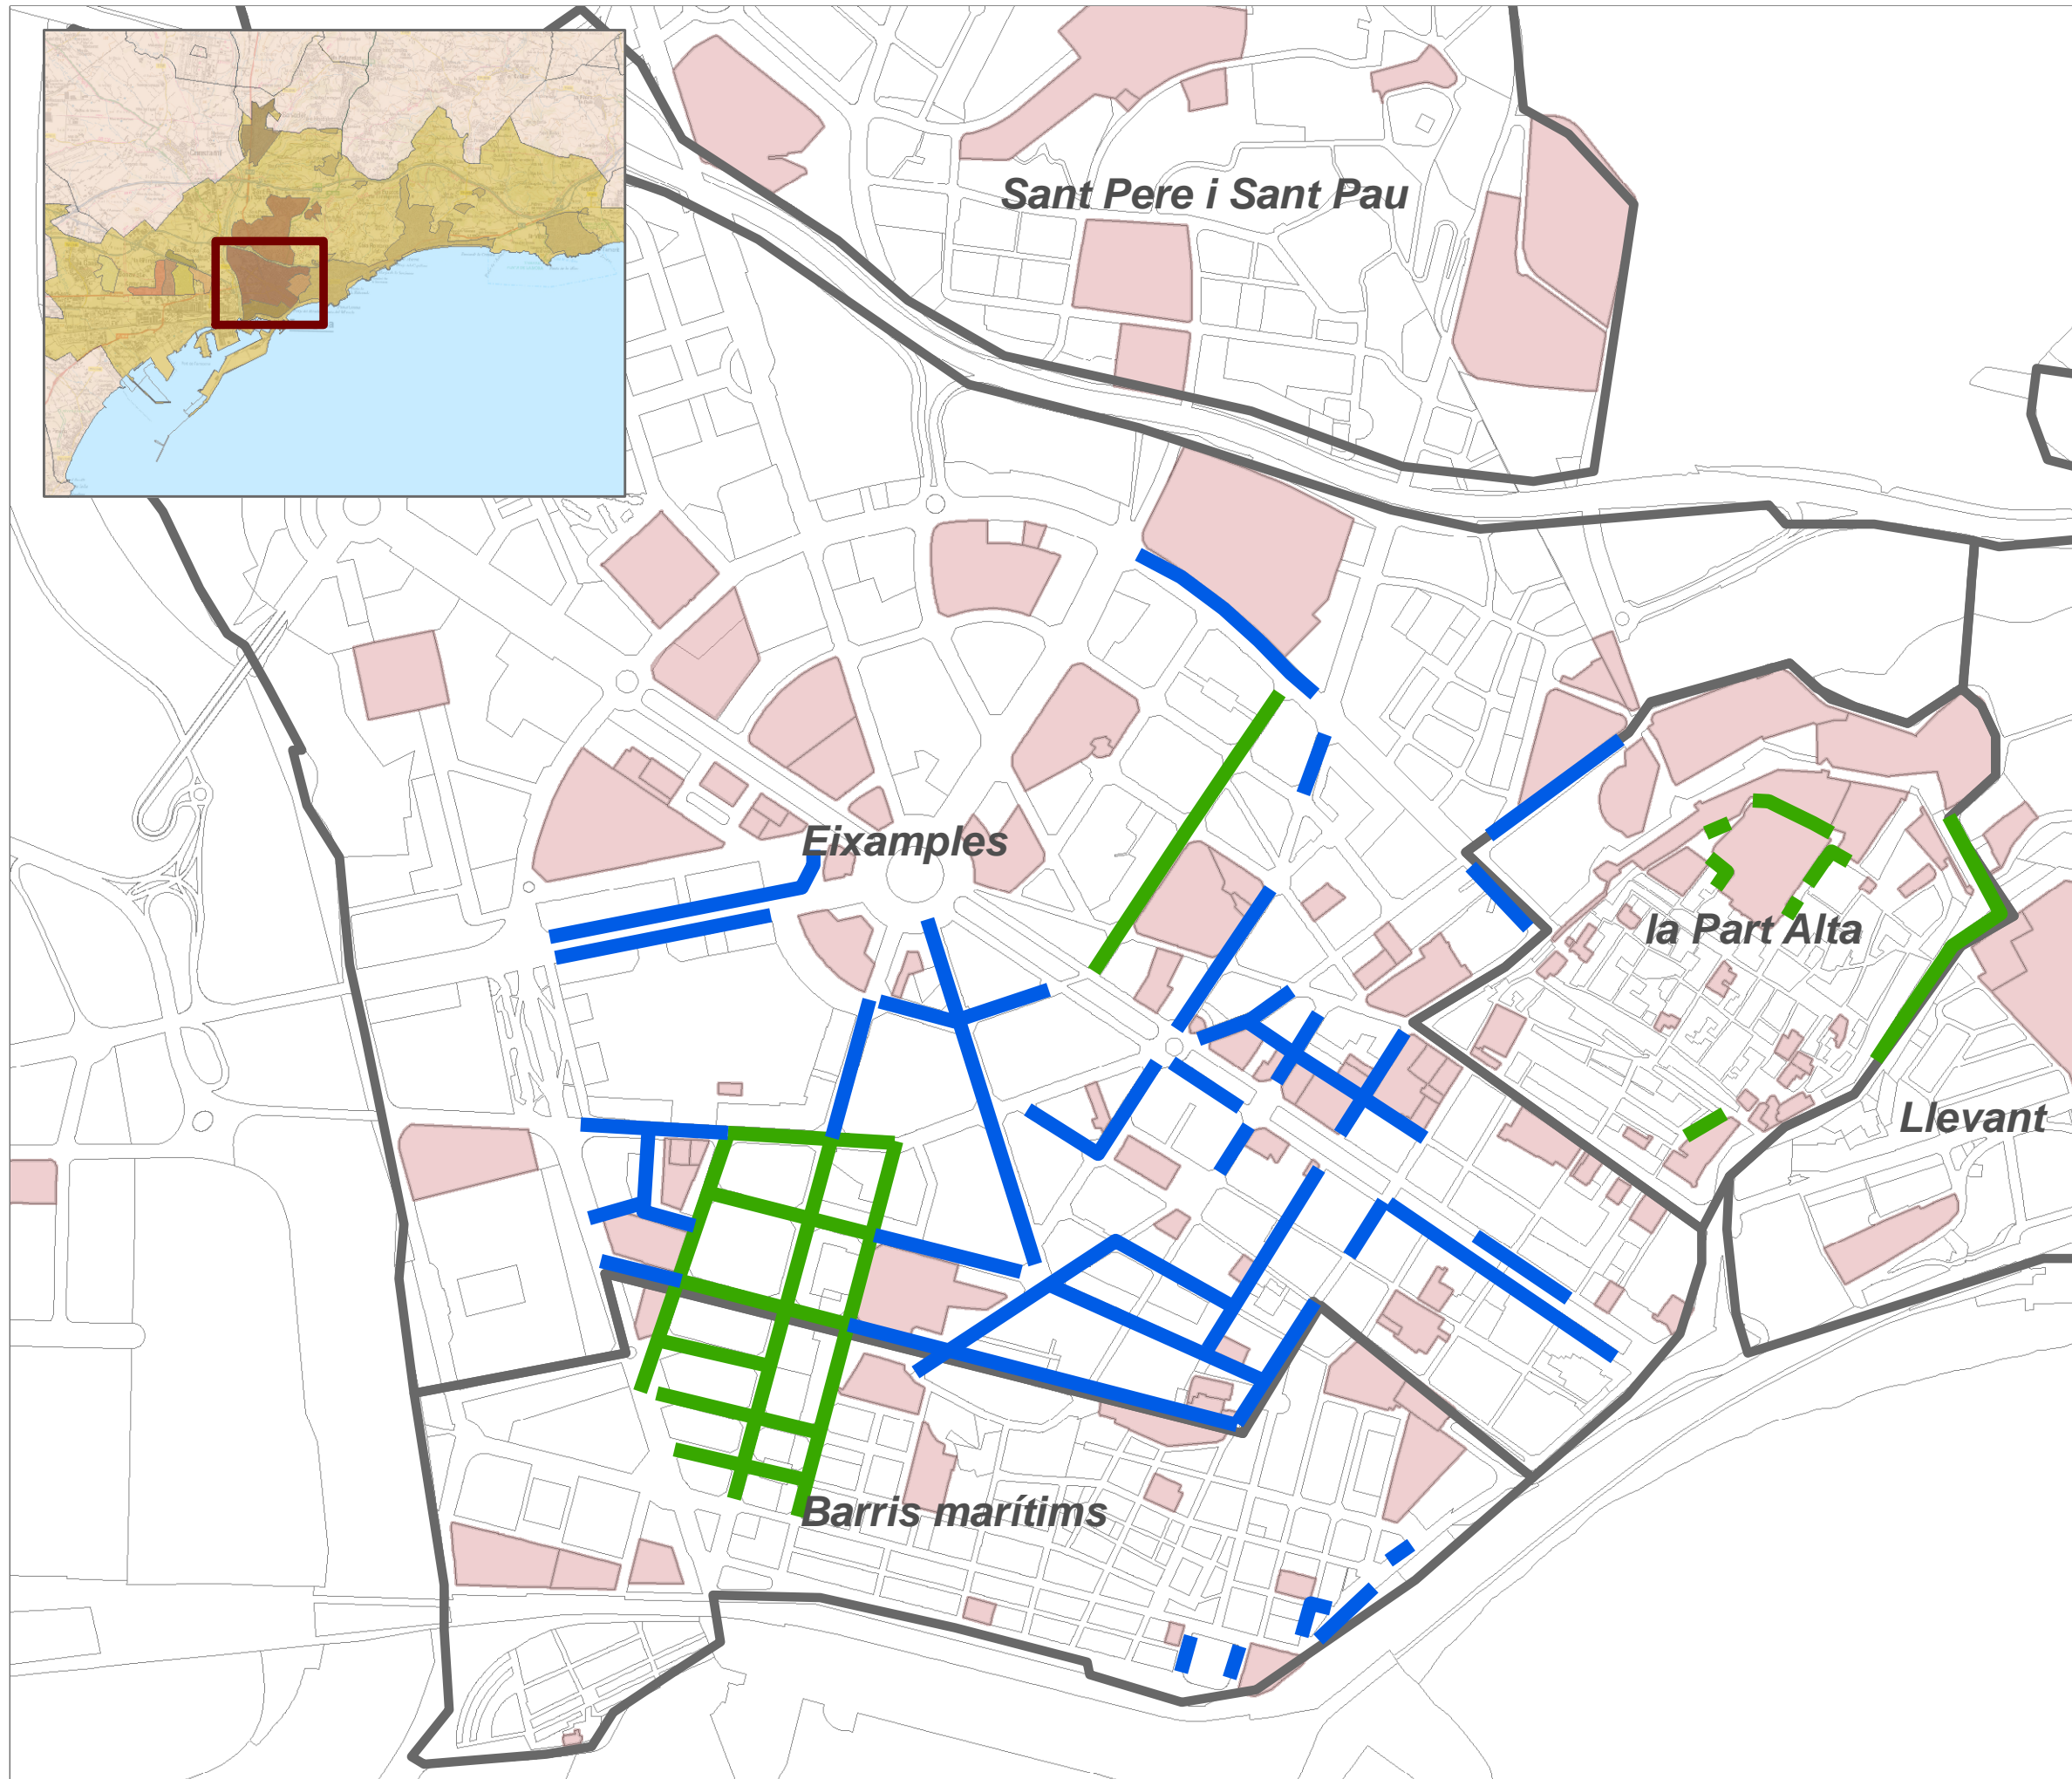 Sant Pere i Sant Pau
Eixamples
la Part Alta
Llevant
Barris marítims